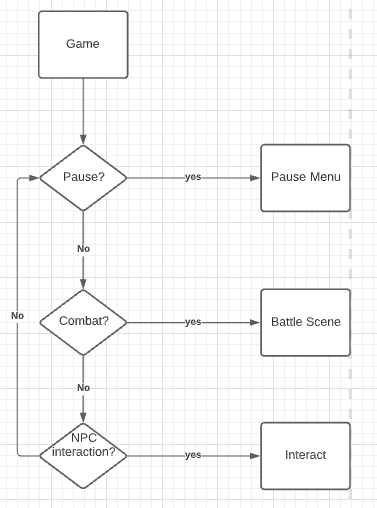 Game
Pause?
yes
Pause Menu
No
Combat?
yes
Battle Scene
No
No
NPC
interaction?
yes
Interact